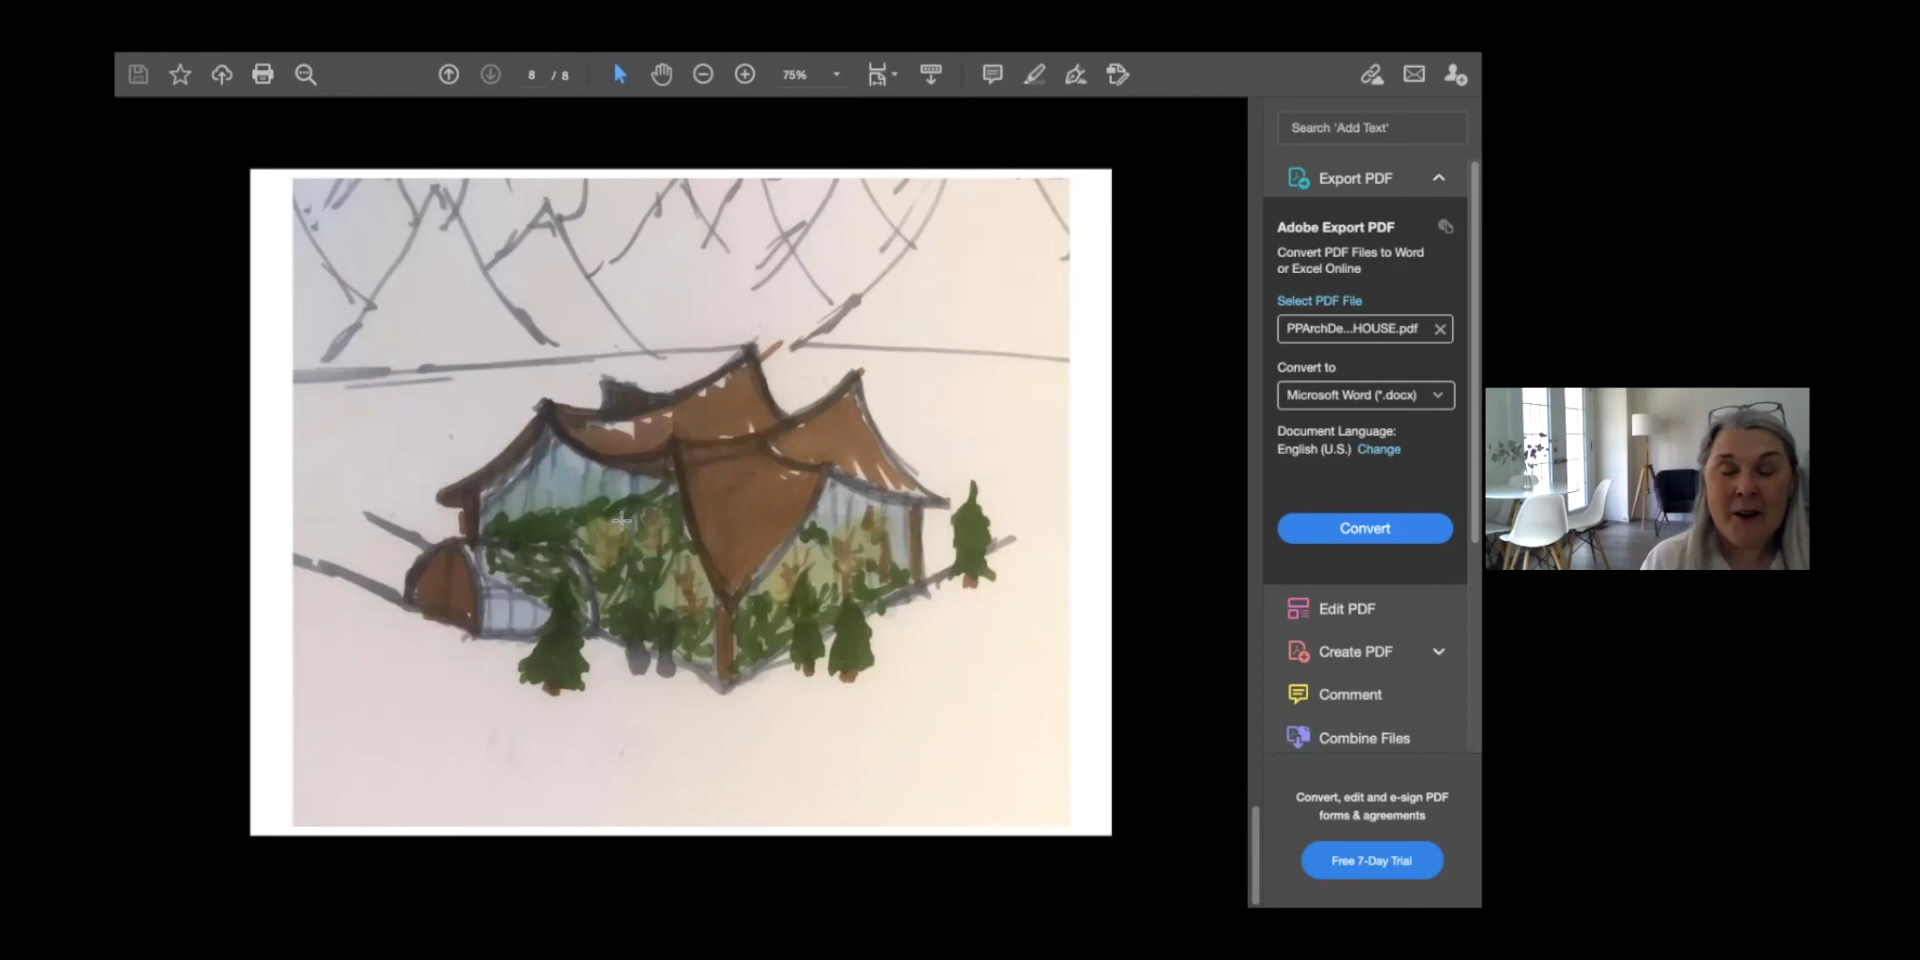 8 / 8
75%
Search 'Add Text'
Export PDF
Adobe Export PDF
Convert PDF Files to Word
or Excel Online
Select PDF File
PPArchDe...HOUSE.pdf
Convert to
Microsoft Word (*.docx)
Document Language:
English (U.S.) Change
Convert
Edit PDF
Create PDF
Comment
Combine Files
Convert, edit and e-sign PDF
forms & agreements
Free 7-Day Trial